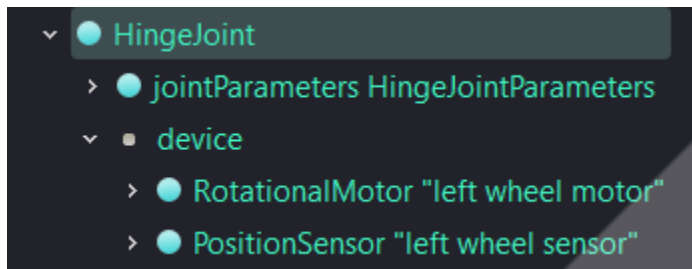 HingeJoint
jointParameters HingeJointParameters
device
RotationalMotor "left wheel motor"
PositionSensor "left wheel sensor"